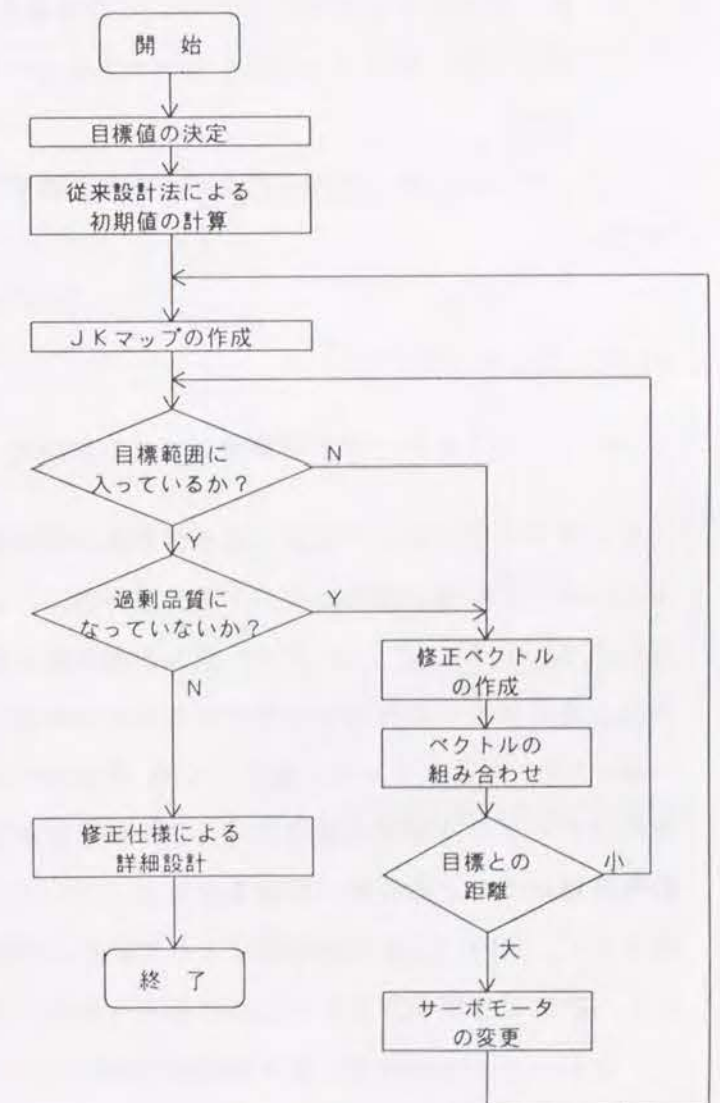 開 始
目標値の決定
従来設計法による
初期値の計算
JKマップの作成
目標範囲に
入っているか?
N
Y
過剰品質に
なっていないか?
Y
N
修正ベクトル
の作成
ベクトルの
組み合わせ
修正仕様による
詳細設計
目標との
距離
小
大
終 了
サーボモータ
の変更